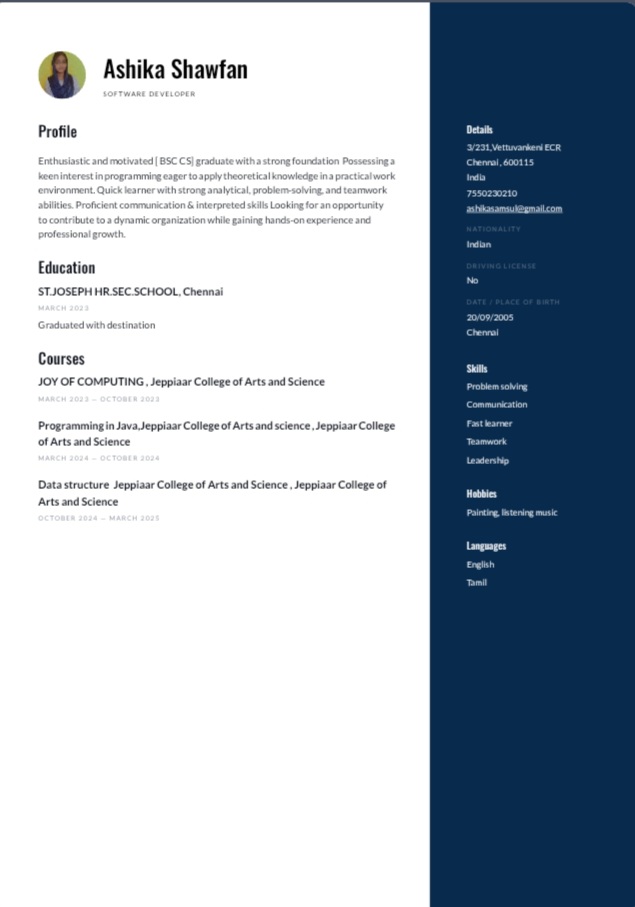 Ashika Shawfan
SOFTWARE DEVELOPER
Profile
Enthusiastic and motivated [ BSC CS] graduate with a strong foundation Possessing a
keen interest in programming eager to apply theoretical knowledge in a practical work
environment. Quick learner with strong analytical, problem-solving, and teamwork
abilities. Proficient communication & interpreted skills Looking for an opportunity
to contribute to a dynamic organization while gaining hands-on experience and
professional growth.
Education
ST.JOSEPH HR.SEC.SCHOOL, Chennai
MARCH 2023
Graduated with destination
Courses
JOY OF COMPUTING , Jeppiaar College of Arts and Science
MARCH 2023 — OCTOBER 2023
Programming in Java,Jeppiaar College of Arts and science , Jeppiaar College
of Arts and Science
MARCH 2024 — OCTOBER 2024
Data structure Jeppiaar College of Arts and Science , Jeppiaar College of
Arts and Science
OCTOBER 2024 — MARCH 2025
Details
3/231,Vettuvankeni ECR
Chennai , 600115
India
7550230210
ashikasamsul@gmail.com
NATIONALITY
Indian
DRIVING LICENSE
No
DATE / PLACE OF BIRTH
20/09/2005
Chennai
Skills
Problem solving
Communication
Fast learner
Teamwork
Leadership
Hobbies
Painting, listening music
Languages
English
Tamil